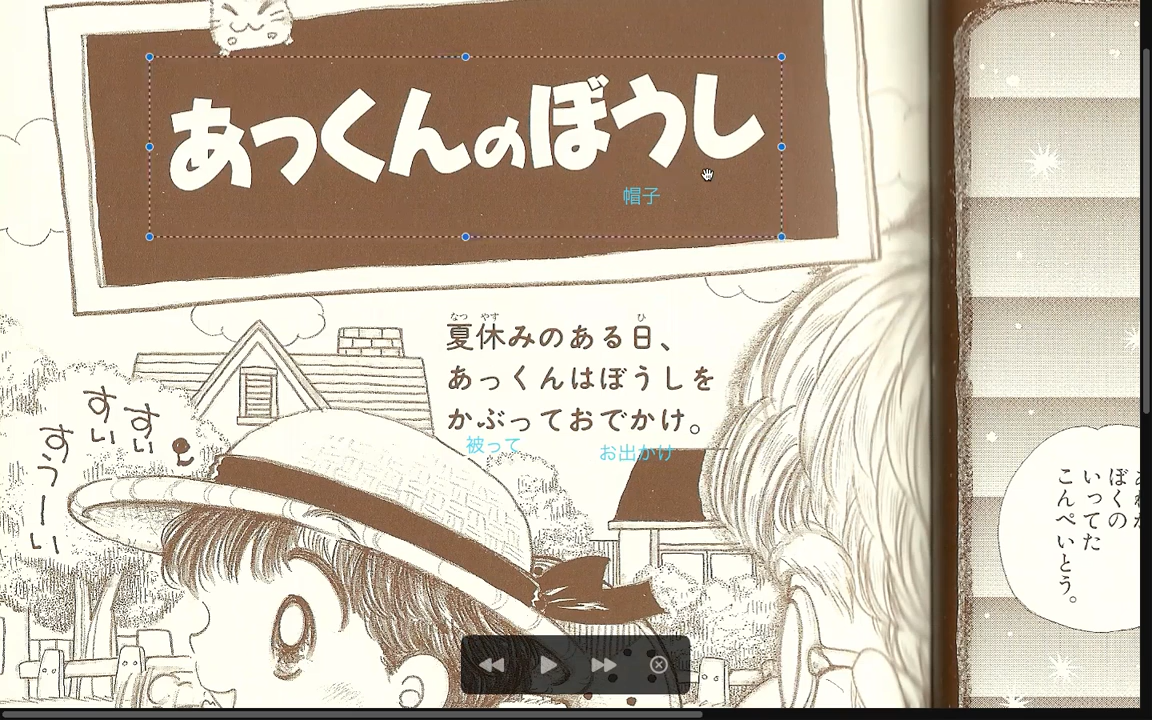 あっくんのぼうし
帽子
なつ やす ひ
夏休みのある日、
あっくんはぼうしを
かぶっておでかけ。
被って お出かけ
すぃ
すぃ
すぅーぃ
ぼくの
いってた
こんぺいとう。